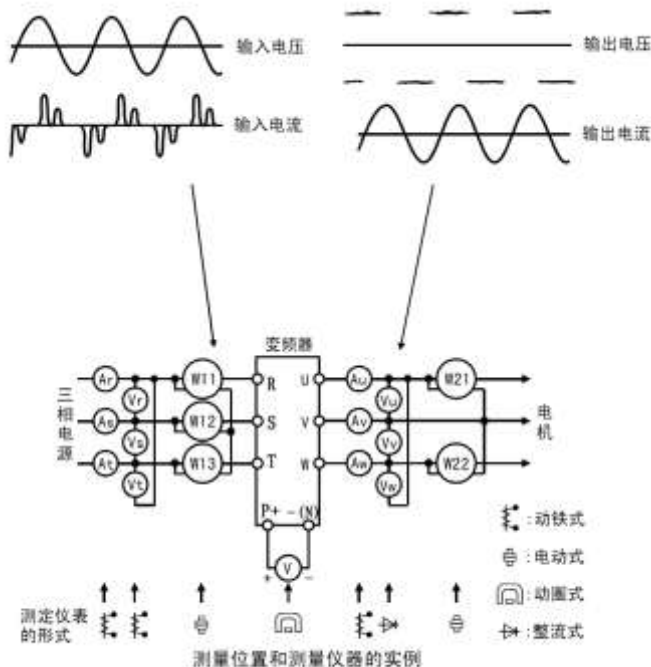 输入电压
输出电压
输入电流
输出电流
变频器
三相电源
Ar
Vr
As
Vs
At
Vt
W11
W12
W13
R
S
T
U
V
W
P+
-(N)
+
V
-
Au
Vu
Av
Vv
Aw
Vw
W21
W22
电机
:动铁式
:电动式
:动圈式
:整流式
测定仪表
的形式
测量位置和测量仪器的实例